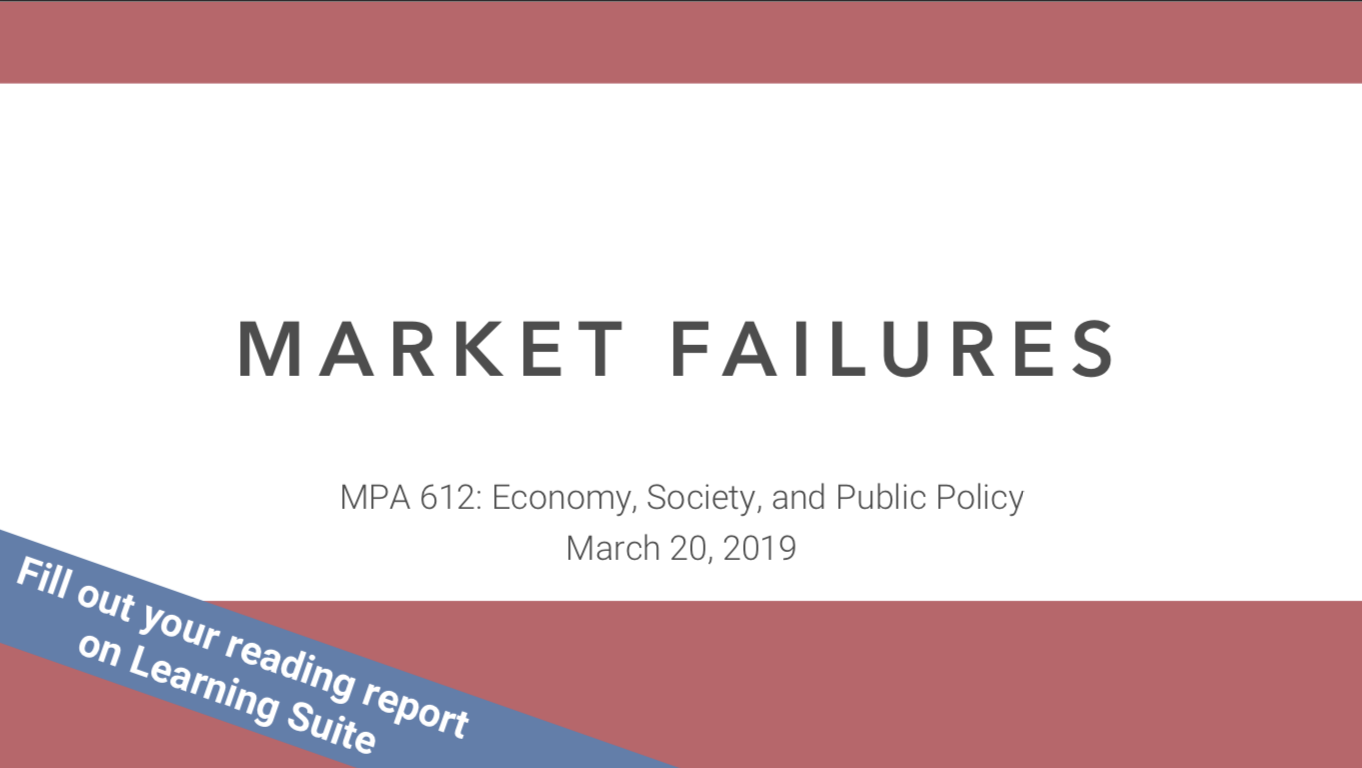 MARKET FAILURES
MPA 612: Economy, Society, and Public Policy
March 20, 2019
Fill out your reading report
on Learning Suite